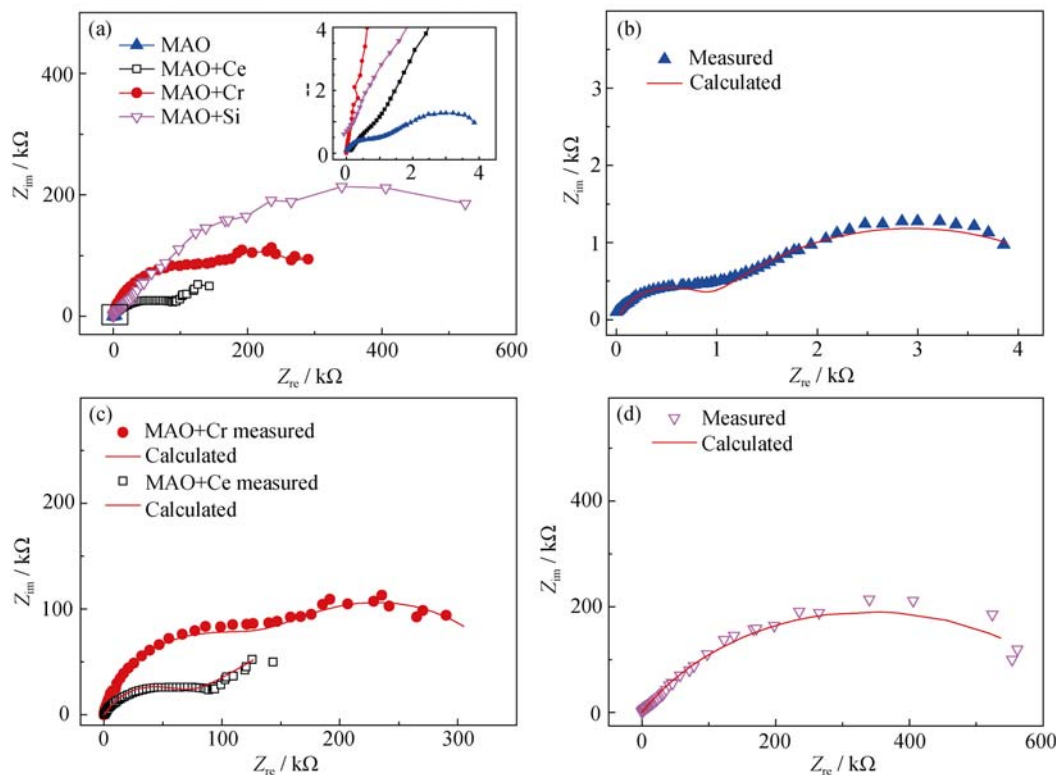 (a)
MAO
MAO+Ce
MAO+Cr
MAO+Si
400
200
0
Zim / kΩ
0 200 400 600
Zre / kΩ
4
2
0
0 2 4
(b)
Measured
Calculated
3
2
1
0
Zim / kΩ
0 1 2 3 4
Zre / kΩ
(c)
MAO+Cr measured
Calculated
MAO+Ce measured
Calculated
200
100
0
Zim / kΩ
0 100 200 300
Zre / kΩ
(d)
Measured
Calculated
400
200
0
Zim / kΩ
0 200 400 600
Zre / kΩ